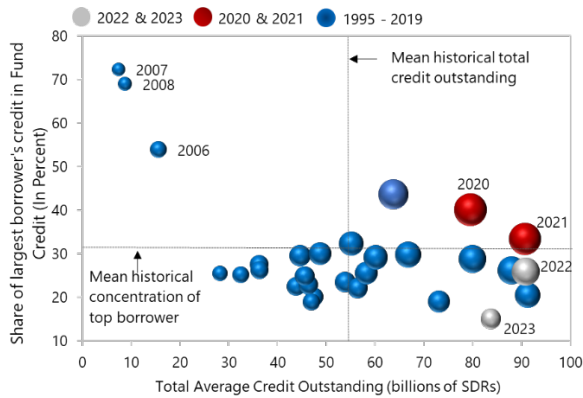 2022 & 2023 2020 & 2021 1995 - 2019
Share of largest borrower's credit in Fund
Credit (In Percent)
80
70
60
50
40
30
20
10
2007
2008
2006
Mean historical total
credit outstanding
2020
2021
2022
2023
Mean historical
concentration of
top borrower
0 10 20 30 40 50 60 70 80 90 100
Total Average Credit Outstanding (billions of SDRs)